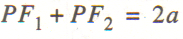 PF₁ + PF₂ = 2a